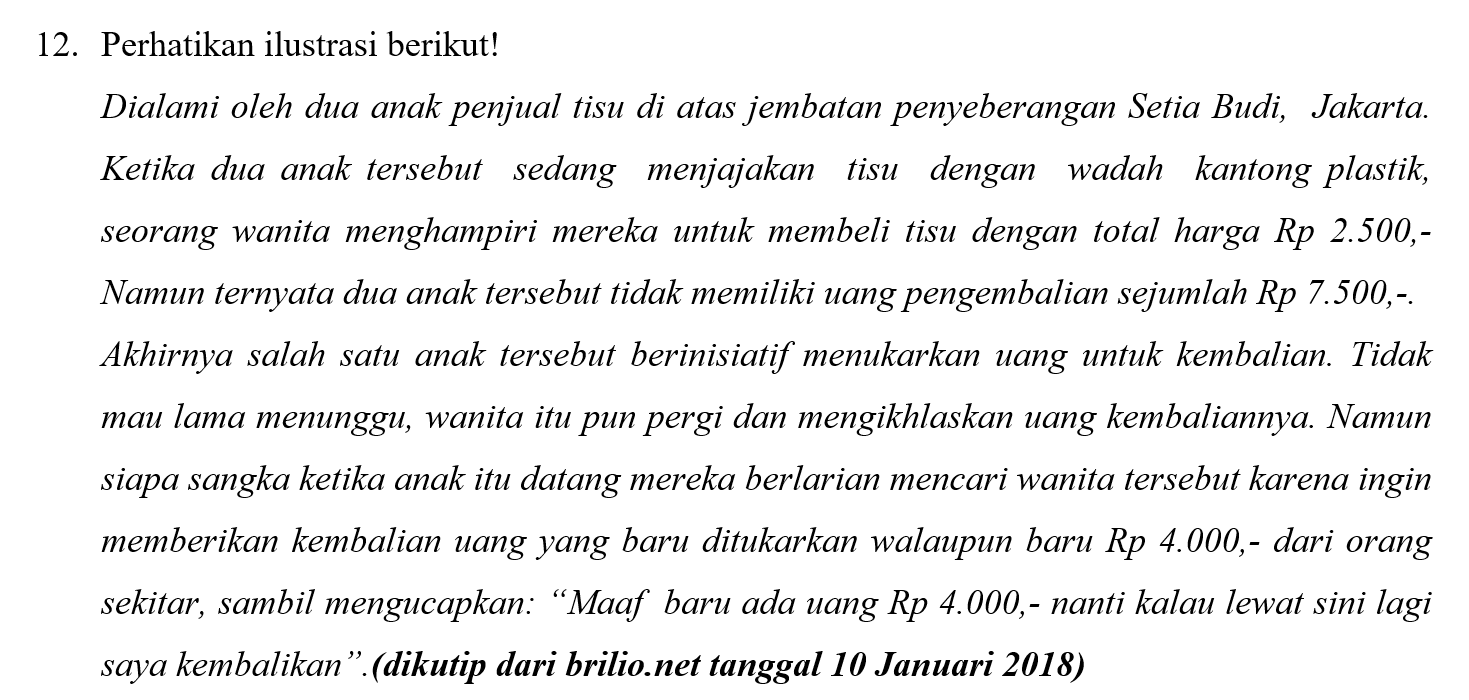 12. Perhatikan ilustrasi berikut!
Dialami oleh dua anak penjual tisu di atas jembatan penyeberangan Setia Budi, Jakarta.
Ketika dua anak tersebut sedang menjajakan tisu dengan wadah kantong plastik,
seorang wanita menghampiri mereka untuk membeli tisu dengan total harga Rp 2.500,-
Namun ternyata dua anak tersebut tidak memiliki uang pengembalian sejumlah Rp 7.500,-.
Akhirnya salah satu anak tersebut berinisiatif menukarkan uang untuk kembalian. Tidak
mau lama menunggu, wanita itu pun pergi dan mengikhlaskan uang kembaliannya. Namun
siapa sangka ketika anak itu datang mereka berlarian mencari wanita tersebut karena ingin
memberikan kembalian uang yang baru ditukarkan walaupun baru Rp 4.000,- dari orang
sekitar, sambil mengucapkan: “Maaf baru ada uang Rp 4.000,- nanti kalau lewat sini lagi
saya kembalikan”.(dikutip dari brilio.net tanggal 10 Januari 2018)